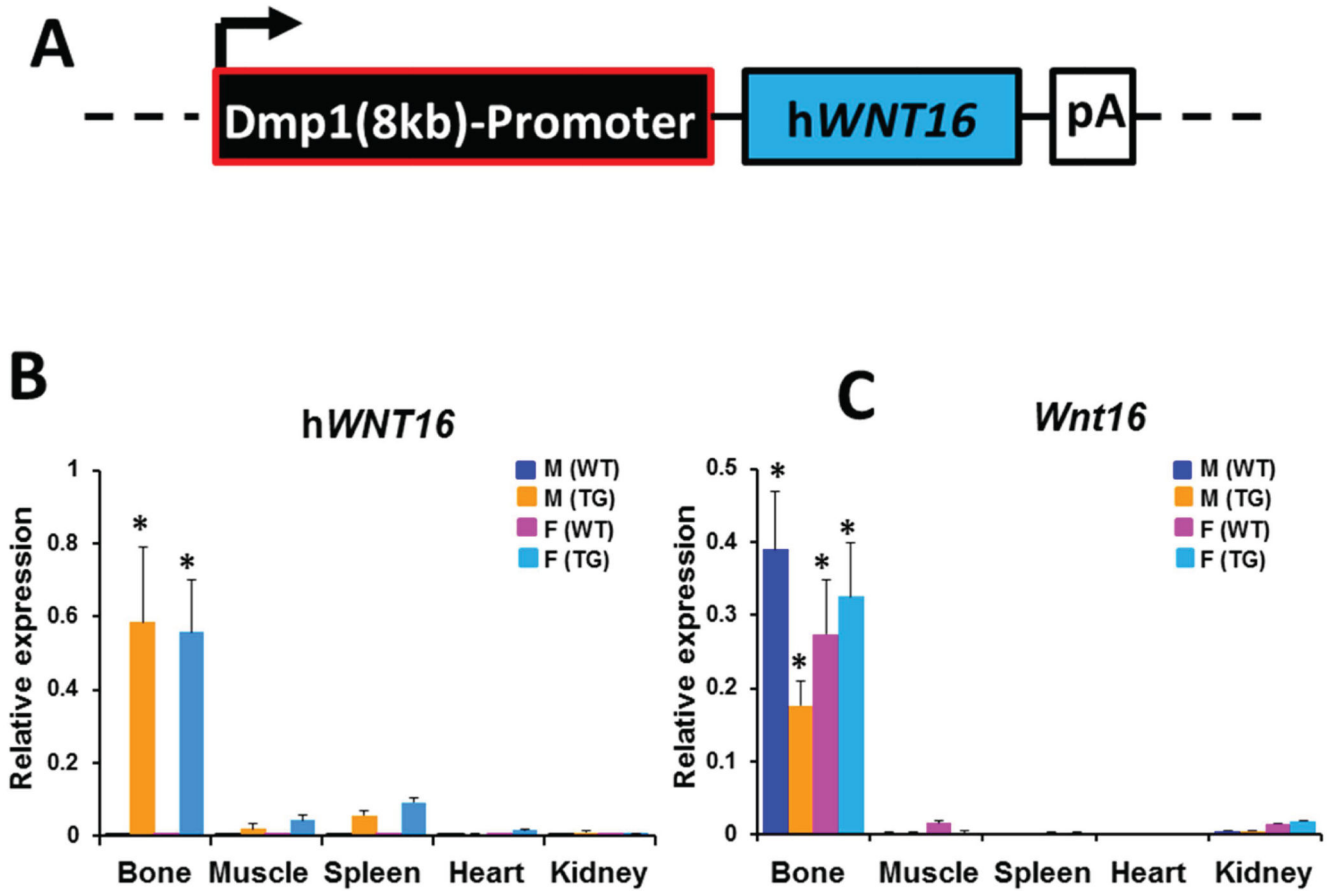 A
Dmp1(8kb)-Promoter
hWNT16
pA
B
hWNT16
M (WT)
M (TG)
F (WT)
F (TG)
Relative expression
1
0.8
0.6
0.4
0.2
0
*
*
Bone Muscle Spleen Heart Kidney
C
Wnt16
M (WT)
M (TG)
F (WT)
F (TG)
Relative expression
0.5
0.4
0.3
0.2
0.1
0
*
*
*
*
Bone Muscle Spleen Heart Kidney